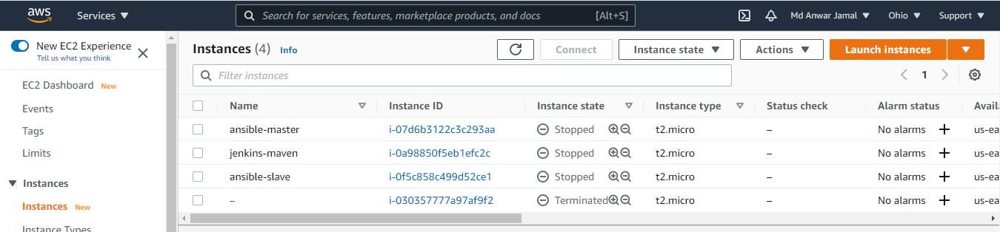 aws Services Search for services, features, marketplace products, and docs [Alt+S] Md Anwar Jamal Ohio Support
New EC2 Experience
Tell us what you think
EC2 Dashboard New
Events
Tags
Limits
Instances
Instances New
Instance Types
Instances (4) Info Connect Instance state Actions Launch instances
Filter instances 1
Name Instance ID Instance state Instance type Status check Alarm status Availa
ansible-master i-07d6b3122c3c293aa Stopped t2.micro – No alarms + us-ea
jenkins-maven i-0a98850f5eb1efc2c Stopped t2.micro – No alarms + us-ea
ansible-slave i-0f5c858c499d52ce1 Stopped t2.micro – No alarms + us-ea
– i-030357777a97af9f2 Terminated t2.micro – No alarms + us-ea